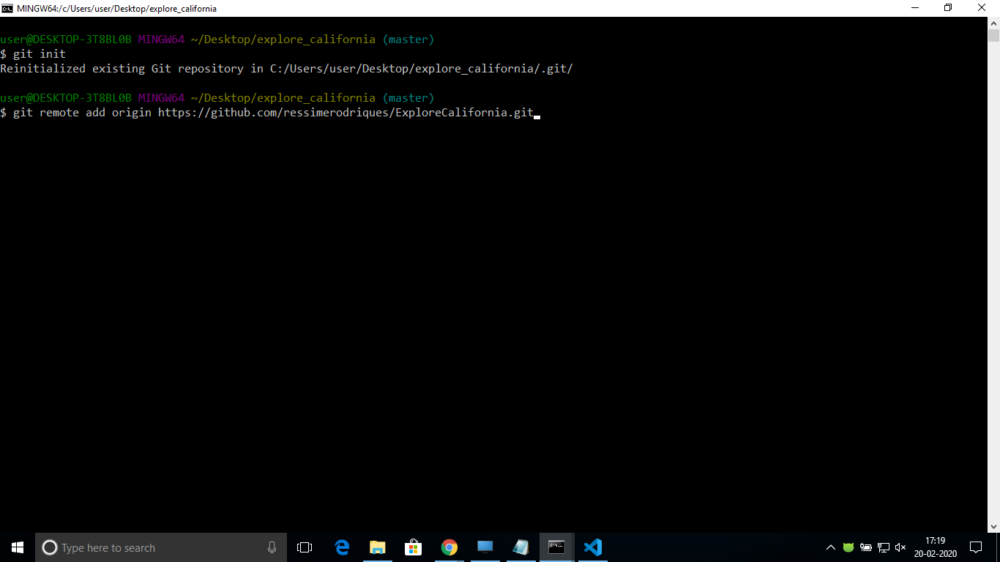 MINGW64:/c/Users/user/Desktop/explore_california
user@DESKTOP-3T8BL0B MINGW64 ~/Desktop/explore_california (master)
$ git init
Reinitialized existing Git repository in C:/Users/user/Desktop/explore_california/.git/
user@DESKTOP-3T8BL0B MINGW64 ~/Desktop/explore_california (master)
$ git remote add origin https://github.com/ressimerodriques/ExploreCalifornia.git
Type here to search
17:19
20-02-2020